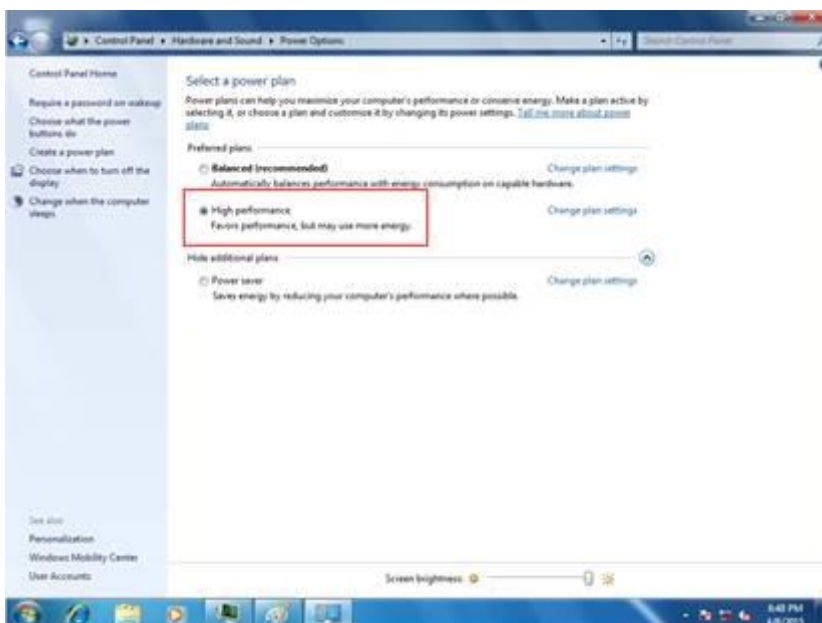 Control Panel ▸ Hardware and Sound ▸ Power Options
Search Control Panel
Control Panel Home
Require a password on wakeup
Choose what the power
buttons do
Create a power plan
Choose when to turn off the
display
Change when the computer
sleeps
Select a power plan
Power plans can help you maximize your computer's performance or conserve energy. Make a plan active by
selecting it, or choose a plan and customize it by changing its power settings. Tell me more about power
plans
Preferred plans
Balanced (recommended) Change plan settings
Automatically balances performance with energy consumption on capable hardware.
High performance Change plan settings
Favors performance, but may use more energy.
Hide additional plans
Power saver Change plan settings
Saves energy by reducing your computer's performance where possible.
See also
Personalization
Windows Mobility Center
User Accounts
Screen brightness:
6:40 PM